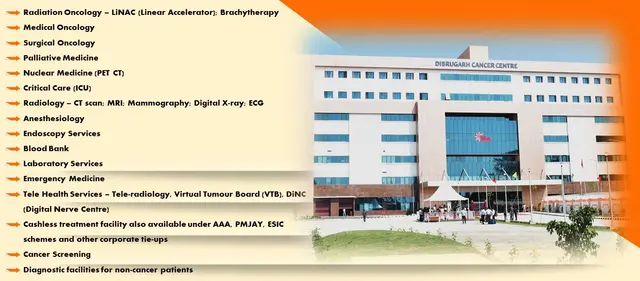 Radiation Oncology – LiNAC (Linear Accelerator); Brachytherapy
Medical Oncology
Surgical Oncology
Palliative Medicine
Nuclear Medicine (PET CT)
Critical Care (ICU)
Radiology – CT scan; MRI; Mammography; Digital X-ray; ECG
Anesthesiology
Endoscopy Services
Blood Bank
Laboratory Services
Emergency Medicine
Tele Health Services – Tele-radiology, Virtual Tumour Board (VTB), DiNC
(Digital Nerve Centre)
Cashless treatment facility also available under AAA, PMJAY, ESIC
schemes and other corporate tie-ups
Cancer Screening
Diagnostic facilities for non-cancer patients
DIBRUGARH CANCER CENTRE